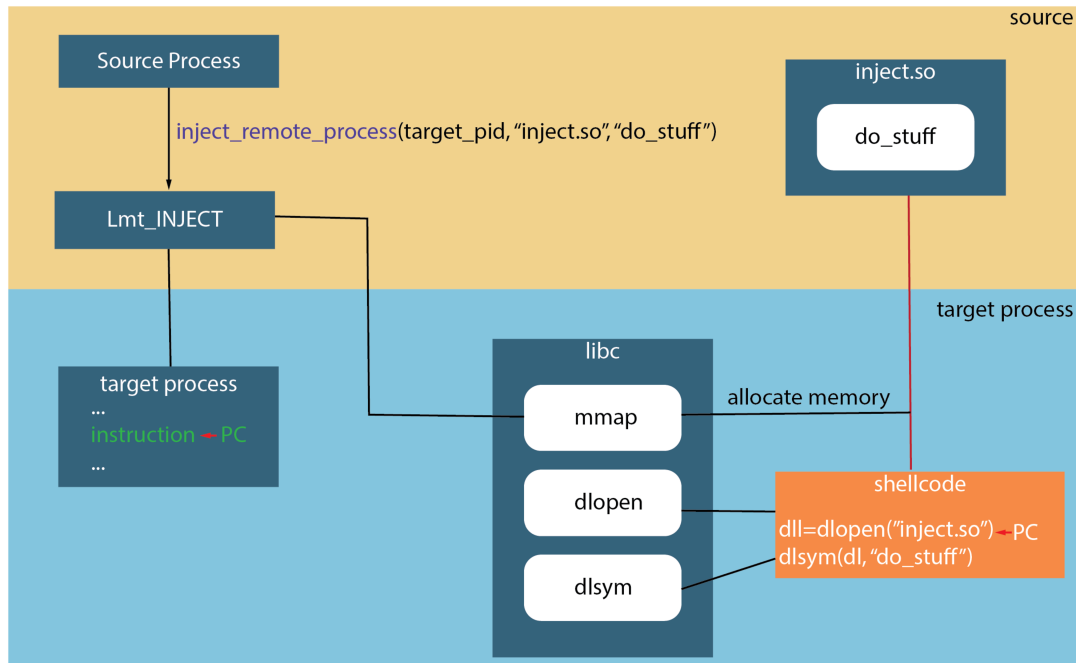 source
Source Process
inject.so
inject_remote_process(target_pid, “inject.so”, “do_stuff”)
do_stuff
Lmt_INJECT
target process
libc
target process
...
instruction PC
...
allocate memory
mmap
shellcode
dlopen
dll=dlopen(”inject.so”) PC
dlsym(dl, “do_stuff”)
dlsym